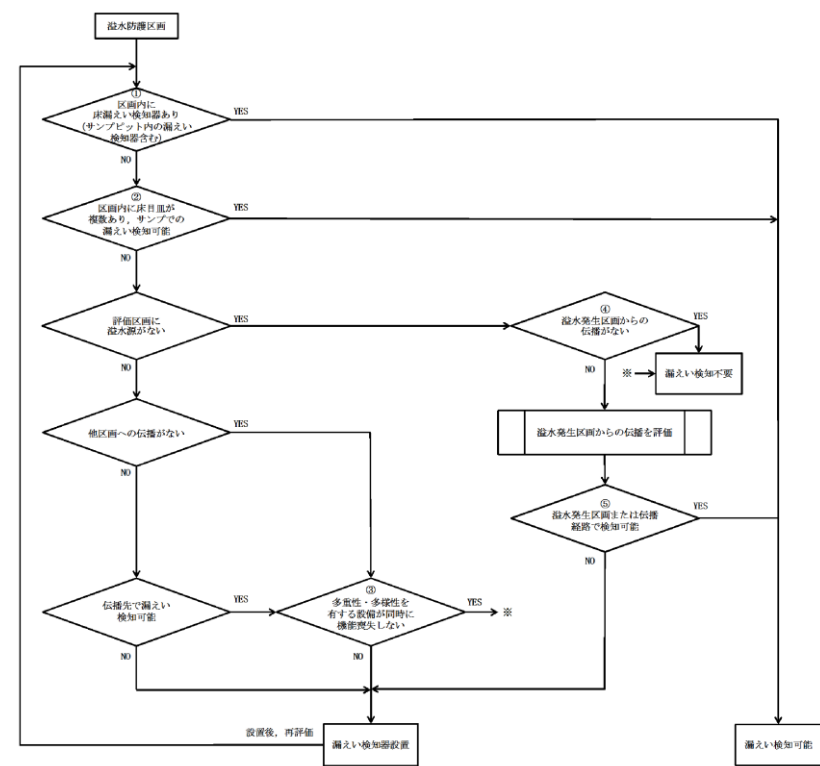 溢水防護区画
①
区画内に
床漏えい検知器あり
(サンプピット内の漏えい
検知器含む)
YES
NO
②
区画内に床目皿が
複数あり，サンプでの
漏えい検知可能
YES
NO
評価区画に
溢水源がない
YES
NO
④
溢水発生区画からの
伝播がない
YES
NO
※
漏えい検知不要
他区画への伝播がない
YES
NO
溢水発生区画からの伝播を評価
⑤
溢水発生区画または伝播
経路で検知可能
YES
NO
伝播先で漏えい
検知可能
YES
NO
③
多重性・多様性を
有する設備が同時に
機能喪失しない
YES
※
NO
設置後，再評価
漏えい検知器設置
漏えい検知可能